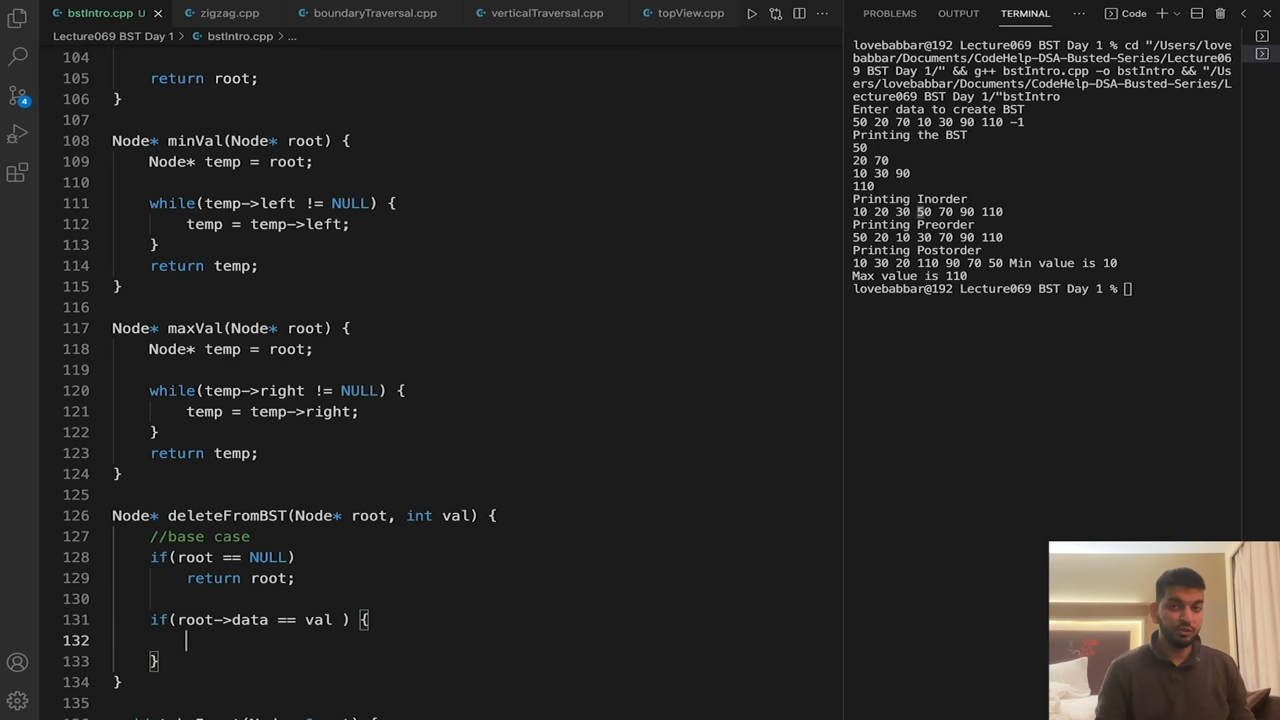 bstIntro.cpp U
zigzag.cpp
boundaryTraversal.cpp
verticalTraversal.cpp
topView.cpp
PROBLEMS
OUTPUT
TERMINAL
Code
Lecture069 BST Day 1 > bstIntro.cpp > ...
4
104
105 return root;
106 }
107
108 Node* minVal(Node* root) {
109 Node* temp = root;
110
111 while(temp->left != NULL) {
112 temp = temp->left;
113 }
114 return temp;
115 }
116
117 Node* maxVal(Node* root) {
118 Node* temp = root;
119
120 while(temp->right != NULL) {
121 temp = temp->right;
122 }
123 return temp;
124 }
125
126 Node* deleteFromBST(Node* root, int val) {
127 //base case
128 if(root == NULL)
129 return root;
130
131 if(root->data == val ) {
132
133 }
134 }
135
lovebabbar@192 Lecture069 BST Day 1 % cd "/Users/love
babbar/Documents/CodeHelp-DSA-Busted-Series/Lecture06
9 BST Day 1/" && g++ bstIntro.cpp -o bstIntro && "/Us
ers/lovebabbar/Documents/CodeHelp-DSA-Busted-Series/L
ecture069 BST Day 1/"bstIntro
Enter data to create BST
50 20 70 10 30 90 110 -1
Printing the BST
50
20 70
10 30 90
110
Printing Inorder
10 20 30 50 70 90 110
Printing Preorder
50 20 10 30 70 90 110
Printing Postorder
10 30 20 110 90 70 50 Min value is 10
Max value is 110
lovebabbar@192 Lecture069 BST Day 1 %